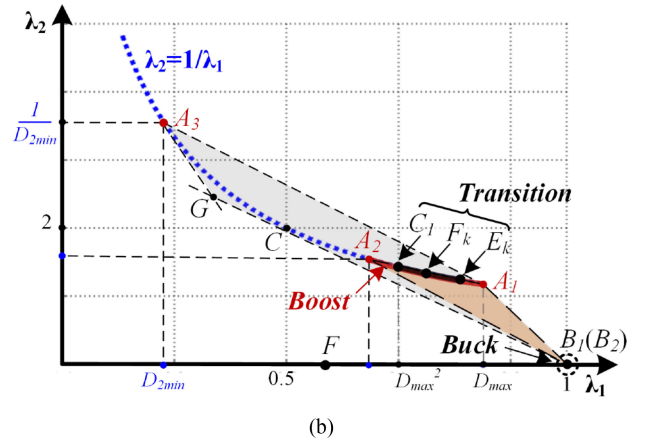 λ₂
λ₂=1/λ₁
1/D₂min
A₃
Transition
G
2
C
A₂
C₁
Fₖ
Eₖ
A₁
Boost
F
Buck
B₁(B₂)
D₂min
0.5
Dmax²
Dmax
1
λ₁
(b)